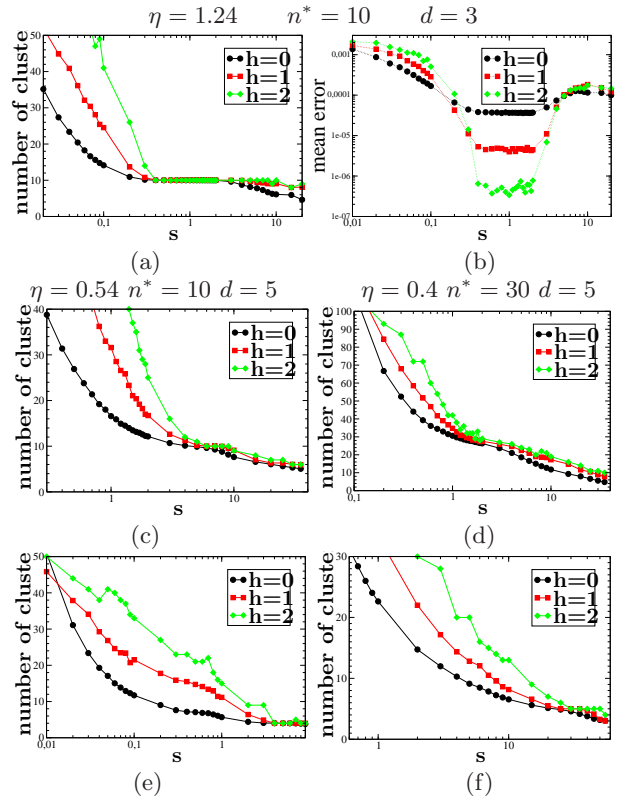 η = 1.24 n* = 10 d = 3
number of cluste
50
40
30
20
10
0
0,1
1
10
s
h=0
h=1
h=2
(a)
mean error
0,001
0,0001
1e-05
1e-06
1e-07
0,01
0,1
1
10
s
h=0
h=1
h=2
(b)
η = 0.54 n* = 10 d = 5
number of cluste
40
30
20
10
0
1
10
s
h=0
h=1
h=2
(c)
η = 0.4 n* = 30 d = 5
number of cluste
100
90
80
70
60
50
40
30
20
10
0
0,1
1
10
s
h=0
h=1
h=2
(d)
number of cluste
50
40
30
20
10
0
0,01
0,1
1
s
h=0
h=1
h=2
(e)
number of cluste
30
20
10
0
1
10
s
h=0
h=1
h=2
(f)